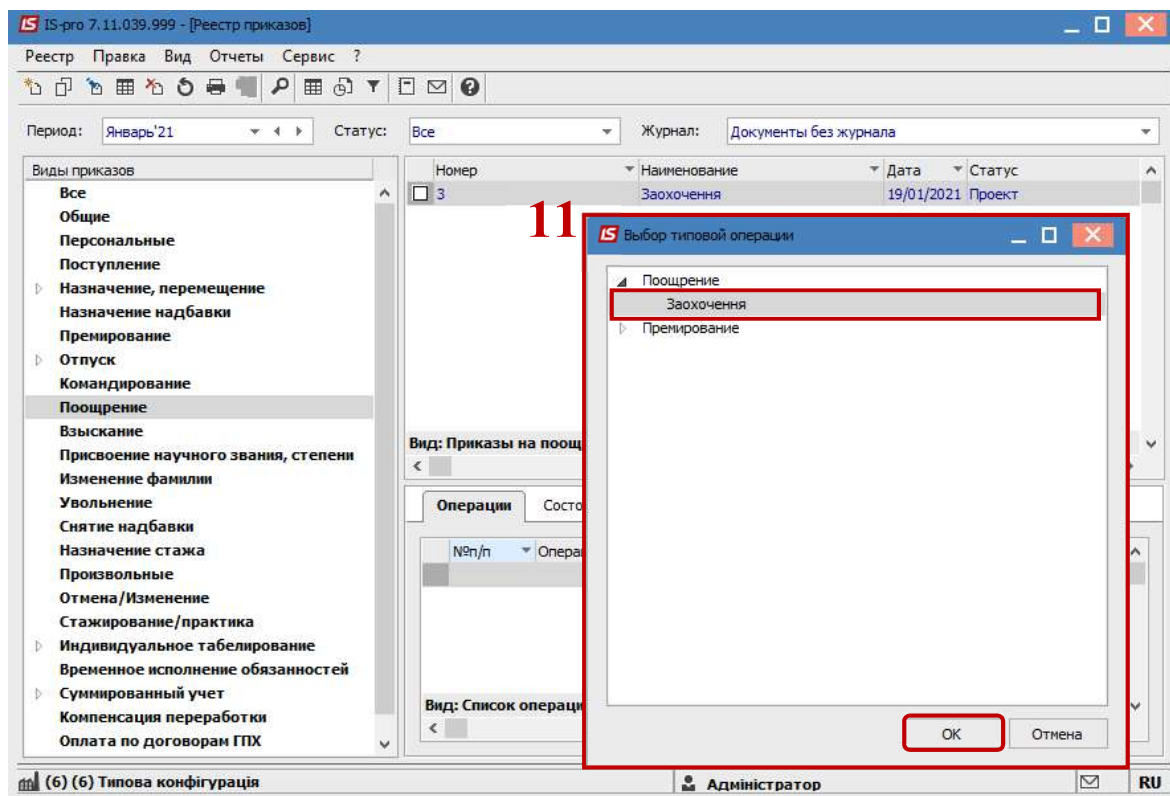 IS IS-pro 7.11.039.999 - [Реестр приказов]
Реестр Правка Вид Отчеты Сервис ?
Период: Январь'21 Статус: Все Журнал: Документы без журнала
Виды приказов
Все
Общие
Персональные
Поступление
Назначение, перемещение
Назначение надбавки
Премирование
Отпуск
Командирование
Поощрение
Взыскание
Присвоение научного звания, степени
Изменение фамилии
Увольнение
Снятие надбавки
Назначение стажа
Произвольные
Отмена/Изменение
Стажирование/практика
Индивидуальное табелирование
Временное исполнение обязанностей
Суммированный учет
Компенсация переработки
Оплата по договорам ГПХ
Номер Наименование Дата Статус
3 Заохочення 19/01/2021 Проект
Вид: Приказы на поощ
Операции Состо
№п/п Операц
Вид: Список операци
11
IS Выбор типовой операции
Поощрение
Заохочення
Премирование
OK Отмена
(6) (6) Типова конфігурація Адміністратор RU